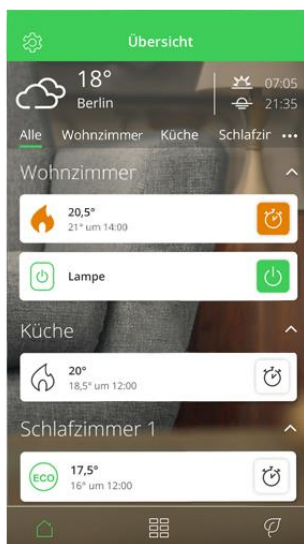 Übersicht
18°
Berlin
07:05
21:35
Alle Wohnzimmer Küche Schlafzir
Wohnzimmer
20,5°
21° um 14:00
Lampe
Küche
20°
18,5° um 12:00
Schlafzimmer 1
ECO
17,5°
16° um 12:00